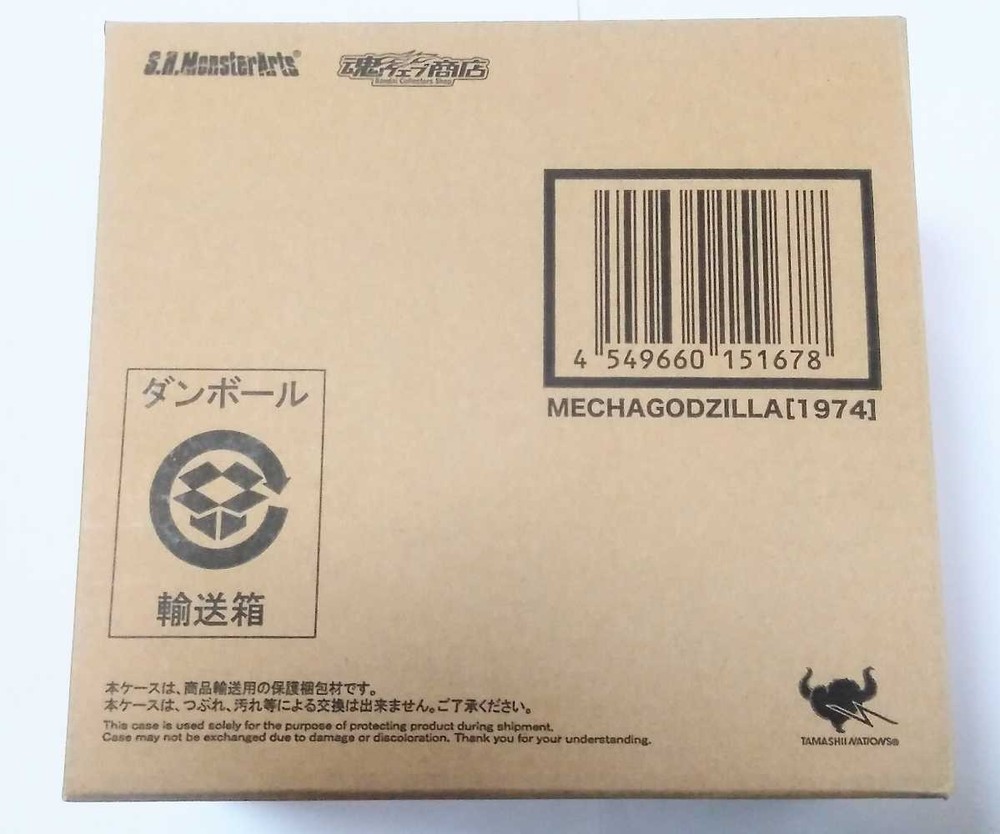 S.H.MonsterArts®
魂ウェブ商店
Bandai Collectors Shop
4 549660 151678
MECHAGODZILLA[1974]
ダンボール
輸送箱
本ケースは、商品輸送用の保護梱包材です。
本ケースは、つぶれ、汚れ等による交換は出来ません。ご了承ください。
This case is used solely for the purpose of protecting product during shipment.
Case may not be exchanged due to damage or discoloration. Thank you for your understanding.
TAMASHII NATIONS®